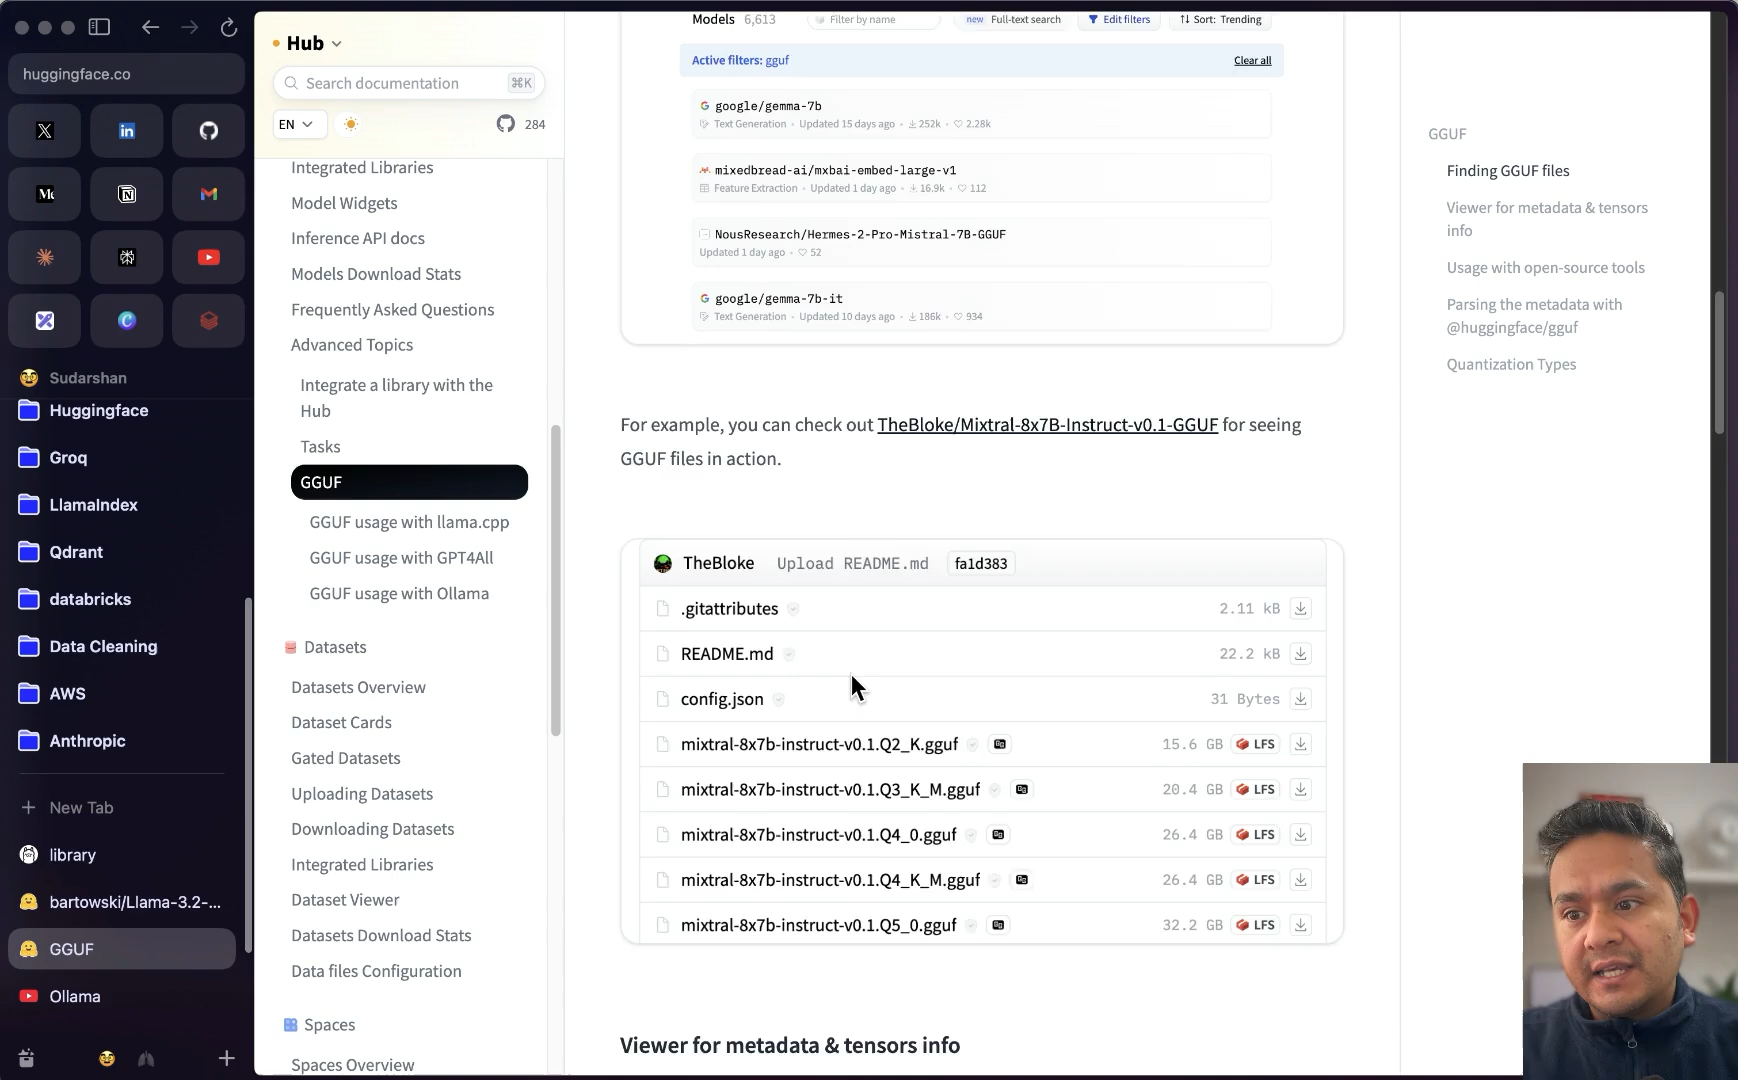 huggingface.co
Sudarshan
Huggingface
Groq
LlamaIndex
Qdrant
databricks
Data Cleaning
AWS
Anthropic
New Tab
library
bartowski/Llama-3.2-...
GGUF
Ollama
Hub
Search documentation ⌘K
EN 284
Integrated Libraries
Model Widgets
Inference API docs
Models Download Stats
Frequently Asked Questions
Advanced Topics
Integrate a library with the
Hub
Tasks
GGUF
GGUF usage with llama.cpp
GGUF usage with GPT4All
GGUF usage with Ollama
Datasets
Datasets Overview
Dataset Cards
Gated Datasets
Uploading Datasets
Downloading Datasets
Integrated Libraries
Dataset Viewer
Datasets Download Stats
Data files Configuration
Spaces
Spaces Overview
Models 6,613 Filter by name new Full-text search Edit filters Sort: Trending
Active filters: gguf Clear all
google/gemma-7b
Text Generation • Updated 15 days ago • 252k • 2.28k
mixedbread-ai/mxbai-embed-large-v1
Feature Extraction • Updated 1 day ago • 16.9k • 112
NousResearch/Hermes-2-Pro-Mistral-7B-GGUF
Updated 1 day ago • 52
google/gemma-7b-it
Text Generation • Updated 10 days ago • 186k • 934
For example, you can check out TheBloke/Mixtral-8x7B-Instruct-v0.1-GGUF for seeing
GGUF files in action.
TheBloke Upload README.md fa1d383
.gitattributes 2.11 kB
README.md 22.2 kB
config.json 31 Bytes
mixtral-8x7b-instruct-v0.1.Q2_K.gguf 15.6 GB LFS
mixtral-8x7b-instruct-v0.1.Q3_K_M.gguf 20.4 GB LFS
mixtral-8x7b-instruct-v0.1.Q4_0.gguf 26.4 GB LFS
mixtral-8x7b-instruct-v0.1.Q4_K_M.gguf 26.4 GB LFS
mixtral-8x7b-instruct-v0.1.Q5_0.gguf 32.2 GB LFS
Viewer for metadata & tensors info
GGUF
Finding GGUF files
Viewer for metadata & tensors
info
Usage with open-source tools
Parsing the metadata with
@huggingface/gguf
Quantization Types